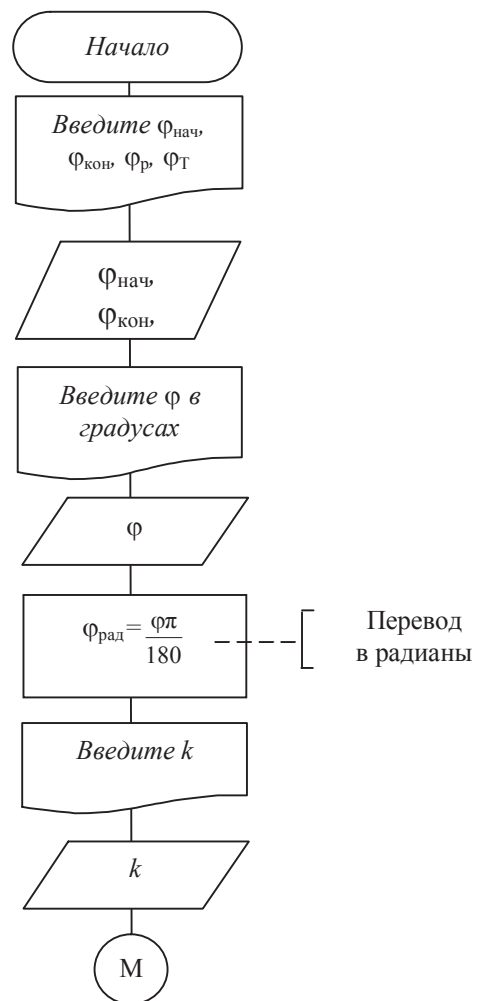 Начало
Введите φнач,
φкон, φр, φТ
φнач,
φкон,
Введите φ в
градусах
φ
φрад = φπ
180
Перевод
в радианы
Введите k
k
М